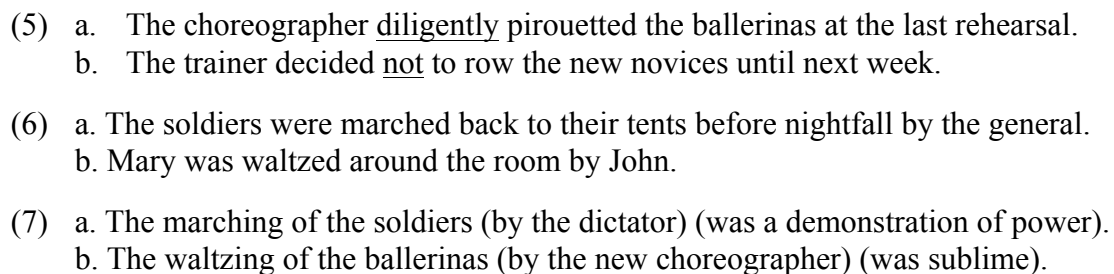 (5) a. The choreographer diligently pirouetted the ballerinas at the last rehearsal.
b. The trainer decided not to row the new novices until next week.
(6) a. The soldiers were marched back to their tents before nightfall by the general.
b. Mary was waltzed around the room by John.
(7) a. The marching of the soldiers (by the dictator) (was a demonstration of power).
b. The waltzing of the ballerinas (by the new choreographer) (was sublime).